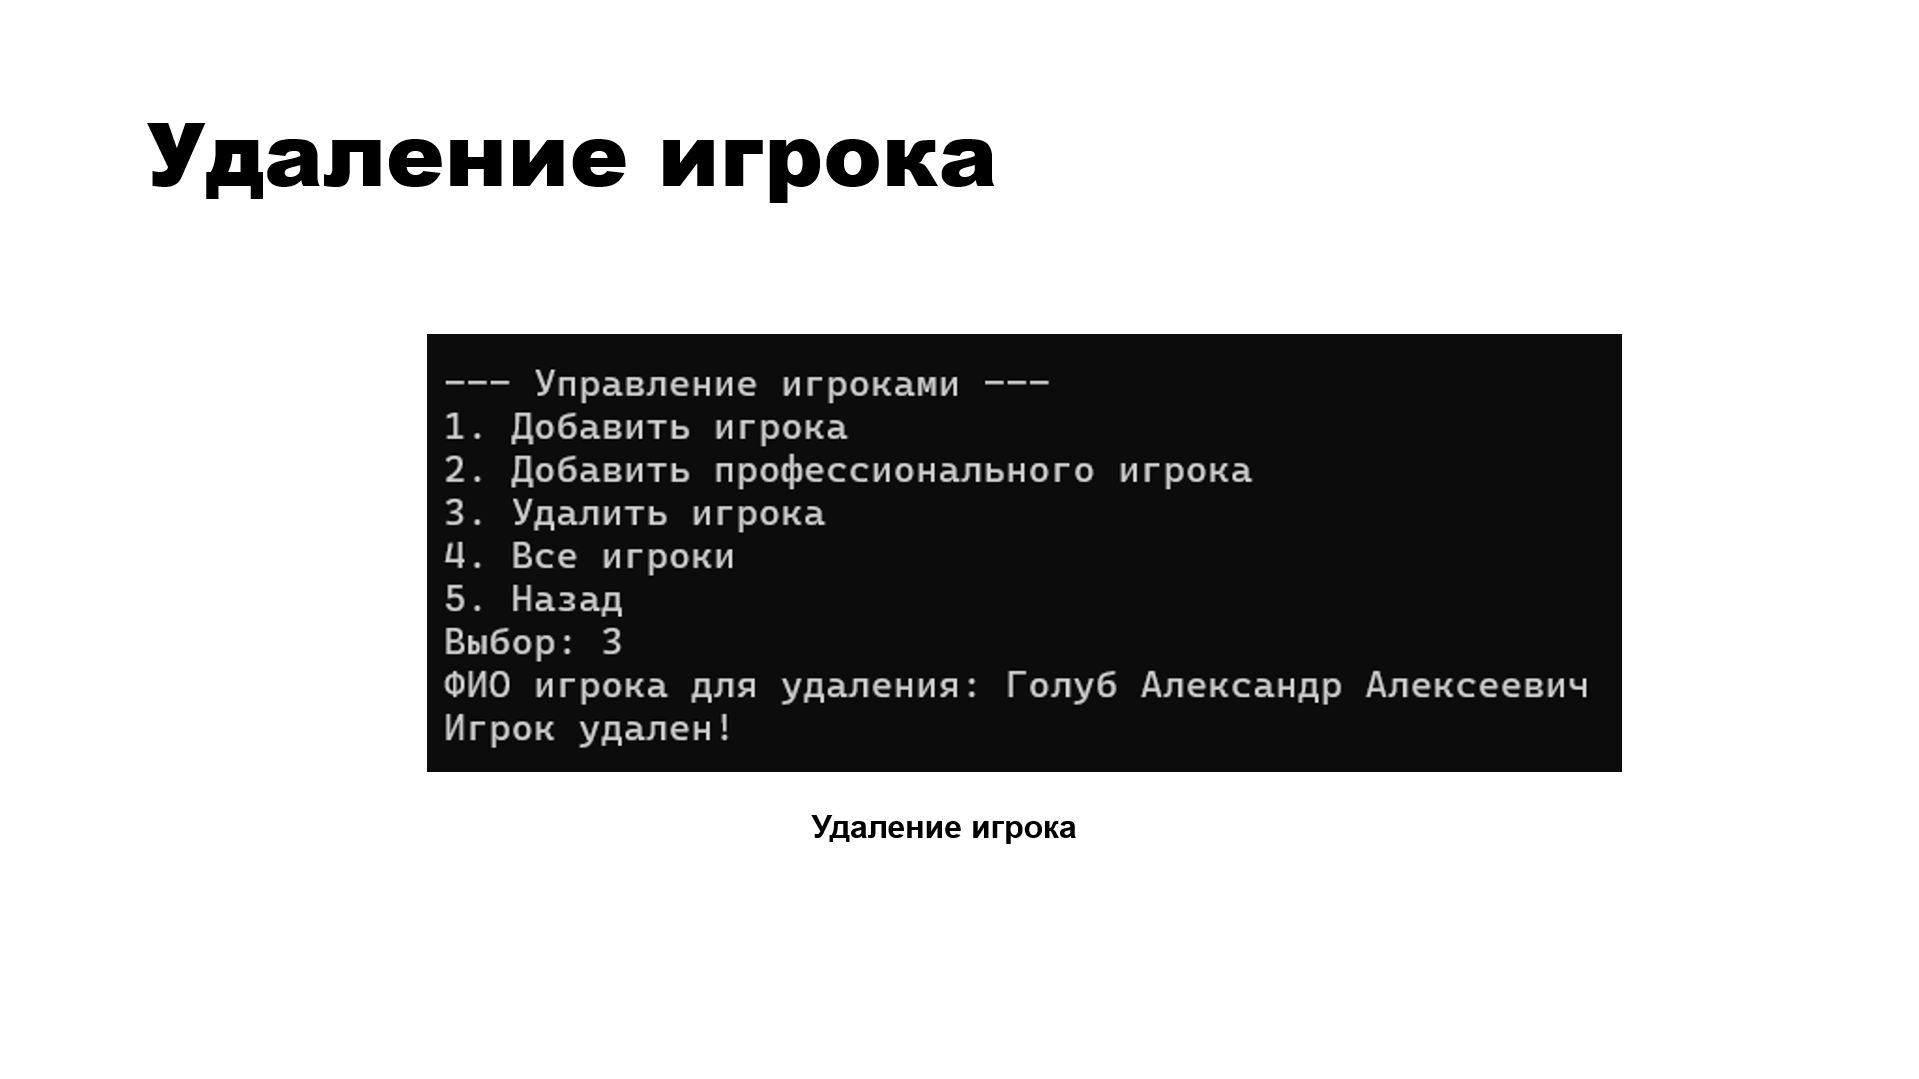 Удаление игрока
--- Управление игроками ---
1. Добавить игрока
2. Добавить профессионального игрока
3. Удалить игрока
4. Все игроки
5. Назад
Выбор: 3
ФИО игрока для удаления: Голуб Александр Алексеевич
Игрок удален!
Удаление игрока